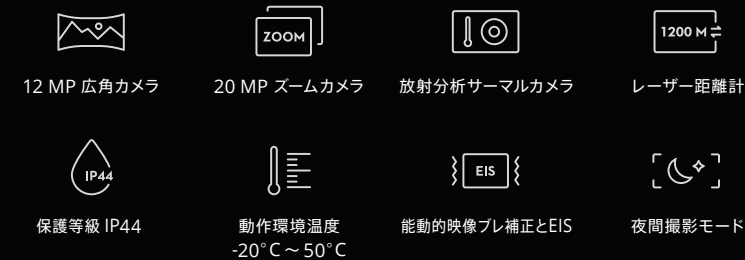 ZOOM
1200 M
12 MP 広角カメラ
20 MP ズームカメラ
放射分析サーマルカメラ
レーザー距離計
IP44
EIS
保護等級 IP44
動作環境温度
-20°C ~ 50°C
能動的映像ブレ補正とEIS
夜間撮影モード